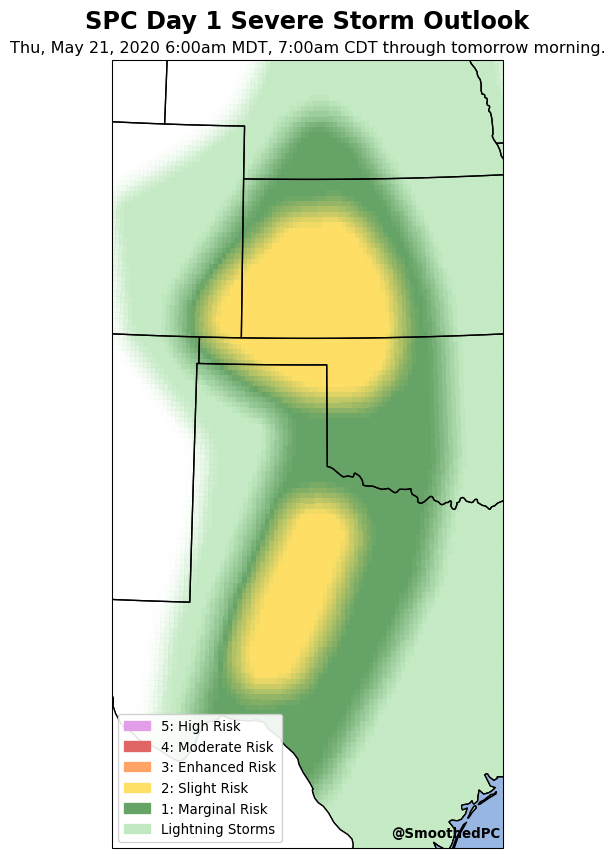 SPC Day 1 Severe Storm Outlook
Thu, May 21, 2020 6:00am MDT, 7:00am CDT through tomorrow morning.
5: High Risk
4: Moderate Risk
3: Enhanced Risk
2: Slight Risk
1: Marginal Risk
Lightning Storms
@SmoothedPC